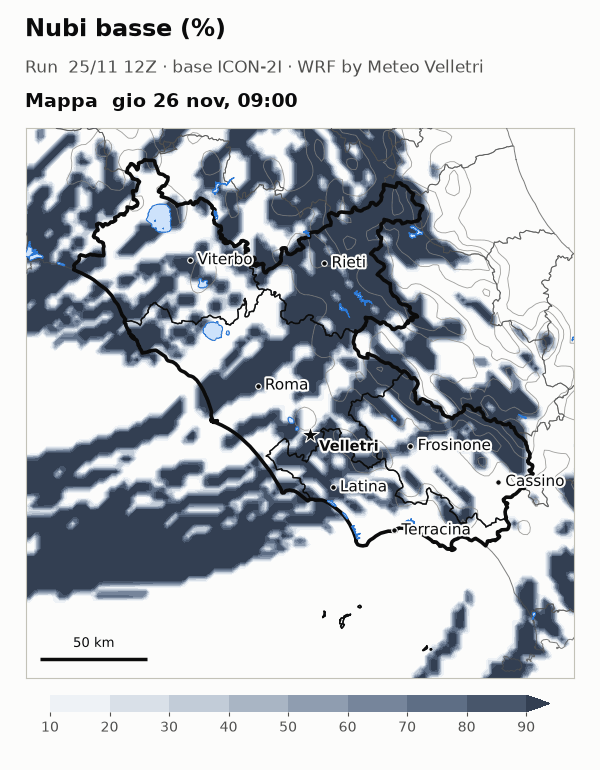 Nubi basse (%)
Run  25/11 12Z · base ICON-2I · WRF by Meteo Velletri
Mappa  gio 26 nov, 09:00
Viterbo
Rieti
Roma
Velletri
Frosinone
Latina
Cassino
Terracina
50 km
10 20 30 40 50 60 70 80 90